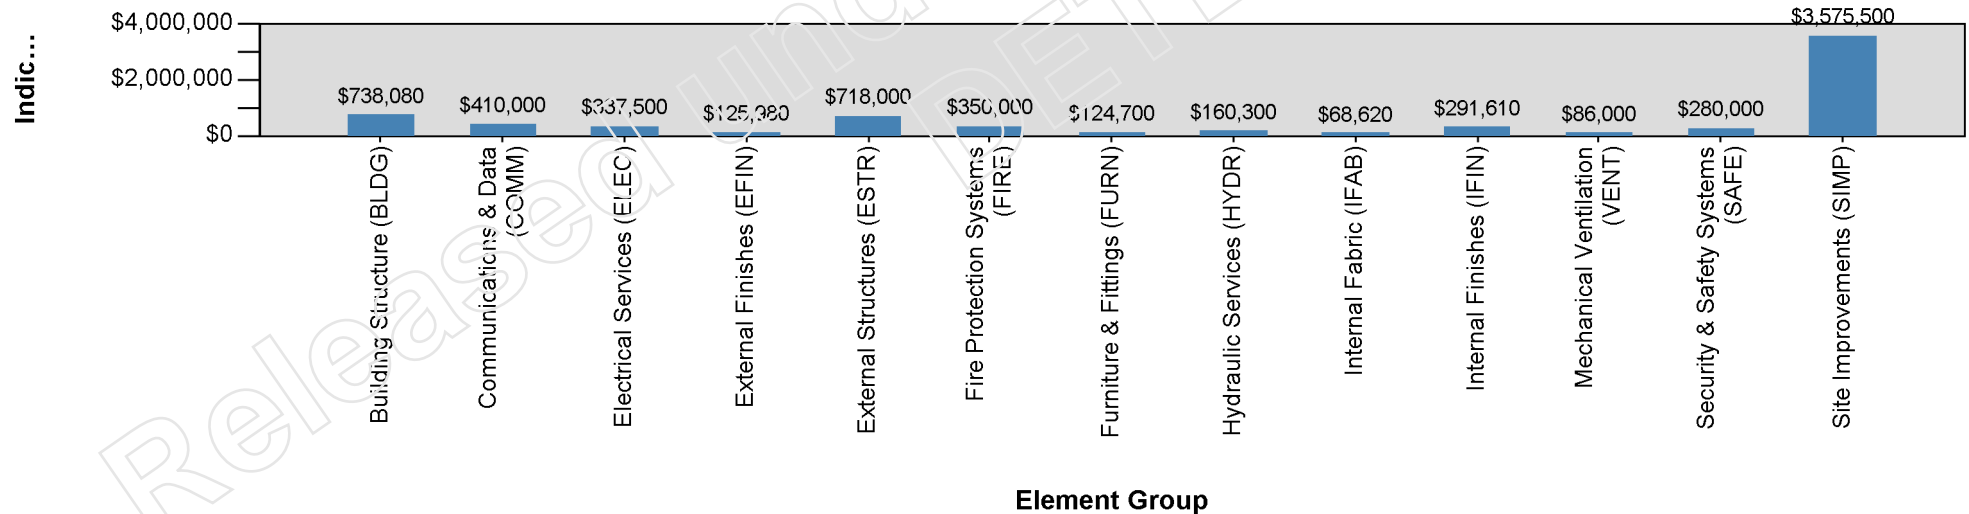 Indic...
$4,000,000
$2,000,000
$0
$738,080
$410,000
$337,500
$125,980
$718,000
$350,000
$124,700
$160,300
$68,620
$291,610
$86,000
$280,000
$3,575,500
Building Structure (BLDG)
Communications & Data
(COMM)
Electrical Services (ELEC)
External Finishes (EFIN)
External Structures (ESTR)
Fire Protection Systems
(FIRE)
Furniture & Fittings (FURN)
Hydraulic Services (HYDR)
Internal Fabric (IFAB)
Internal Finishes (IFIN)
Mechanical Ventilation
(VENT)
Security & Safety Systems
(SAFE)
Site Improvements (SIMP)
Element Group
Released